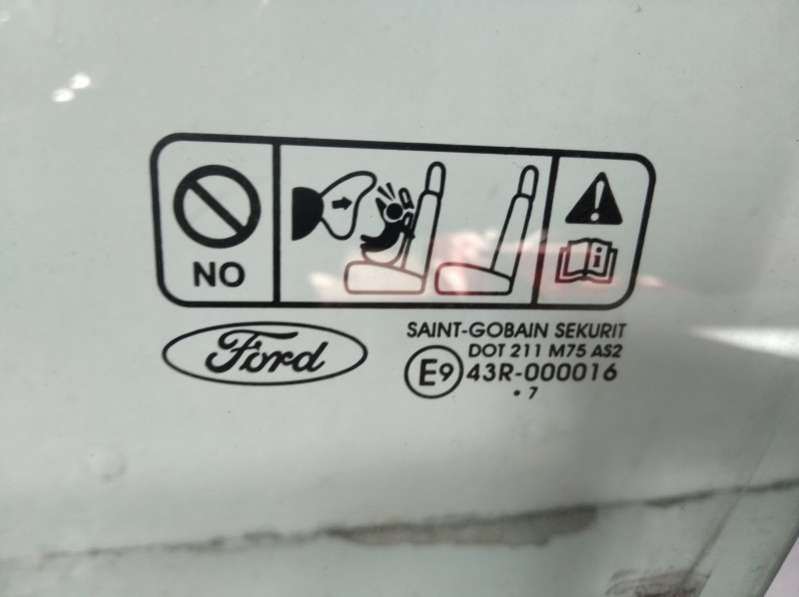 NO
Ford
SAINT-GOBAIN SEKURIT
DOT 211 M75 AS2
E9 43R-000016
• 7